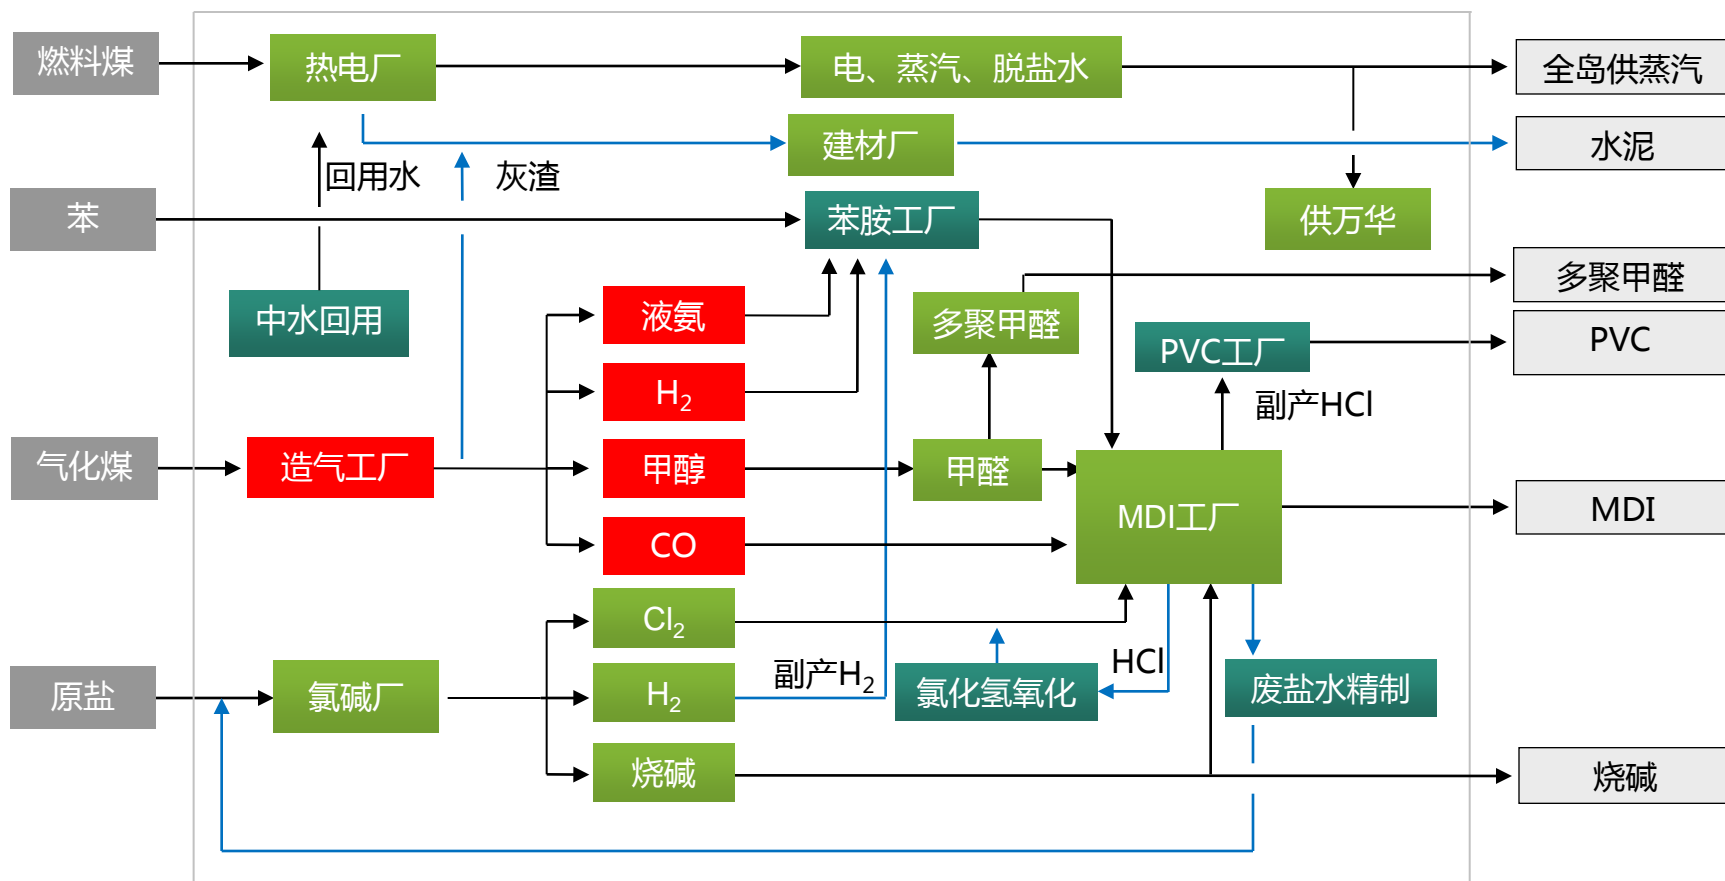 燃料煤
热电厂
电、蒸汽、脱盐水
全岛供蒸汽
建材厂
水泥
回用水
灰渣
苯
苯胺工厂
供万华
多聚甲醛
中水回用
液氨
多聚甲醛
PVC工厂
PVC
H₂
副产HCl
气化煤
造气工厂
甲醇
甲醛
MDI工厂
MDI
CO
Cl₂
HCl
原盐
氯碱厂
H₂
副产H₂
氯化氢氧化
废盐水精制
烧碱
烧碱